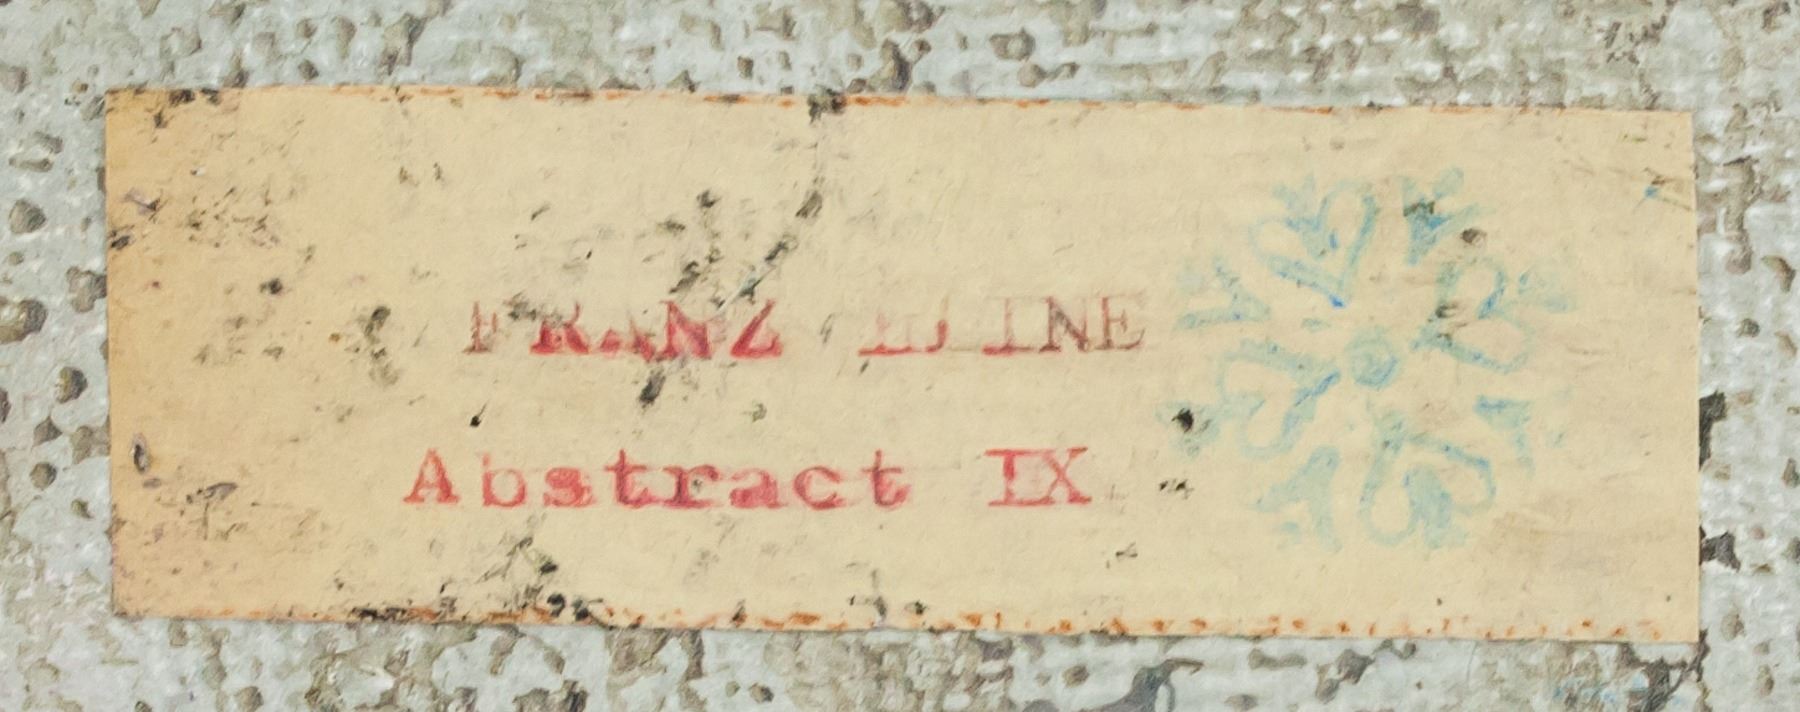 FRANZ KLINE
Abstract IX